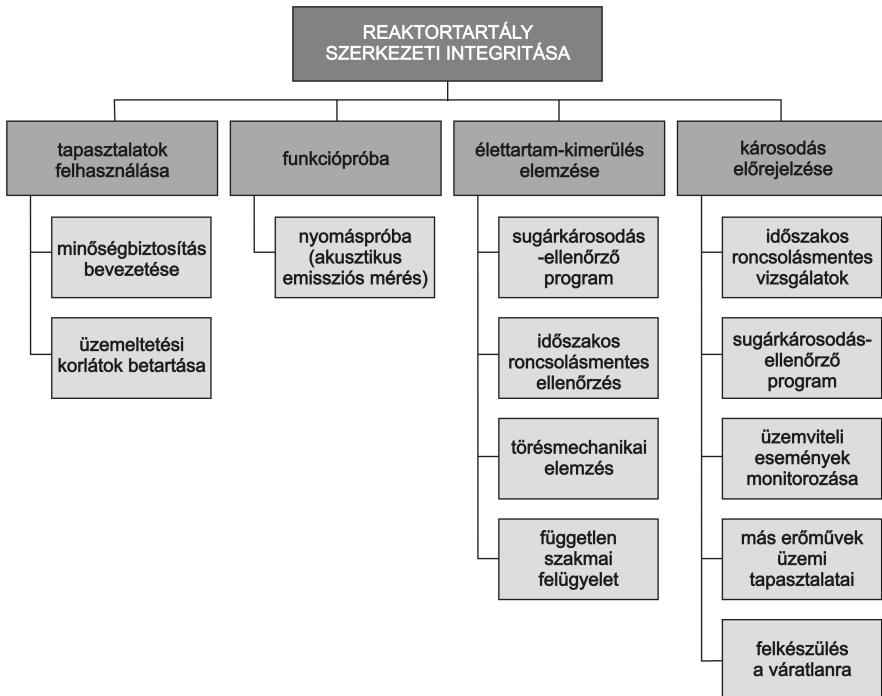 REAKTORTARTÁLY
SZERKEZETI INTEGRITÁSA
tapasztalatok
felhasználása
minőségbiztosítás
bevezetése
üzemeltetési
korlátok betartása
funkciópróba
nyomáspróba
(akusztikus
emissziós mérés)
élettartam-kimerülés
elemzése
sugárkárosodás
-ellenőrző
program
időszakos
roncsolásmentes
ellenőrzés
törésmechanikai
elemzés
független
szakmai
felügyelet
károsodás
előrejelzése
időszakos
roncsolásmentes
vizsgálatok
sugárkárosodás-
ellenőrző
program
üzemviteli
események
monitorozása
más erőművek
üzemi
tapasztalatai
felkészülés
a váratlanra